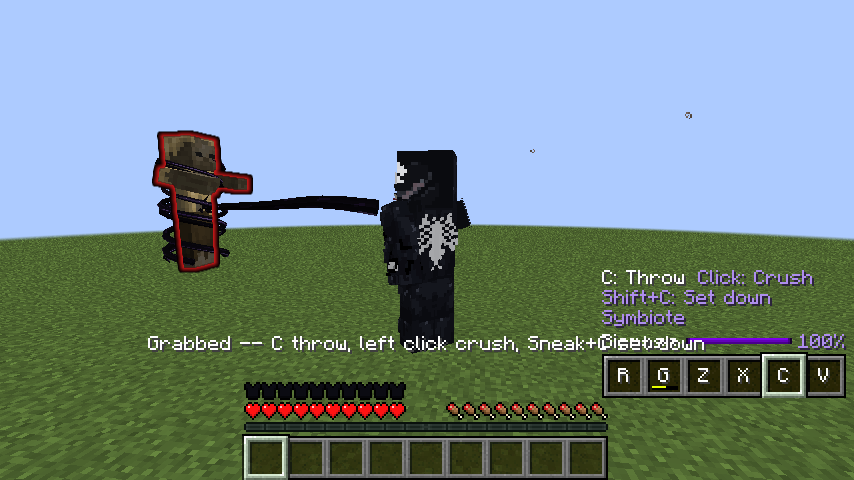 C: Throw Click: Crush
Shift+C: Set down
Symbiote
Grabbed -- C throw, left click crush, Sneak+C set down
100%
R G Z X C V